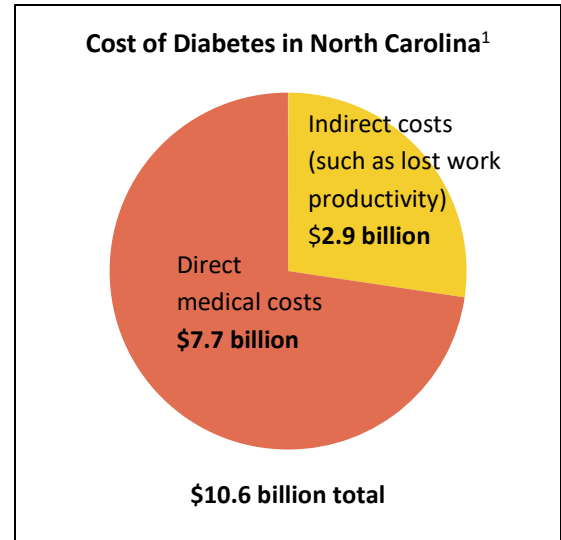 Cost of Diabetes in North Carolina¹
Indirect costs
(such as lost work
productivity)
$2.9 billion
Direct
medical costs
$7.7 billion
$10.6 billion total